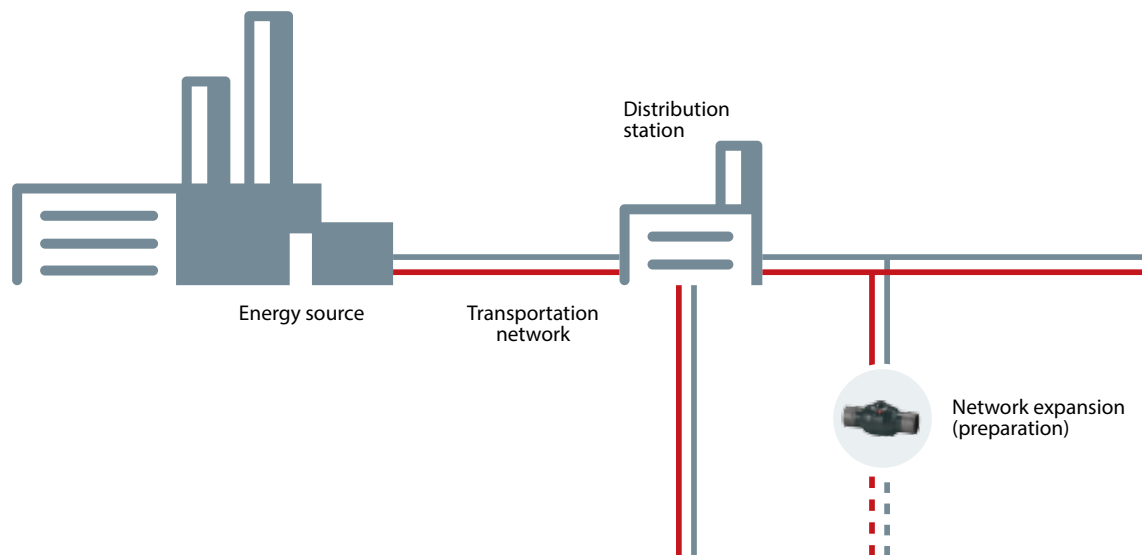 Distribution
station
Energy source
Transportation
network
Network expansion
(preparation)